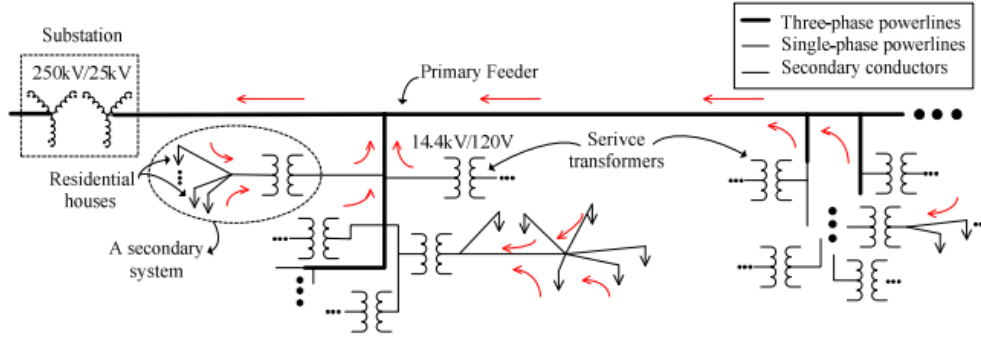 Substation
250kV/25kV
Primary Feeder
Three-phase powerlines
Single-phase powerlines
Secondary conductors
14.4kV/120V
Serivce
transformers
Residential
houses
A secondary
system